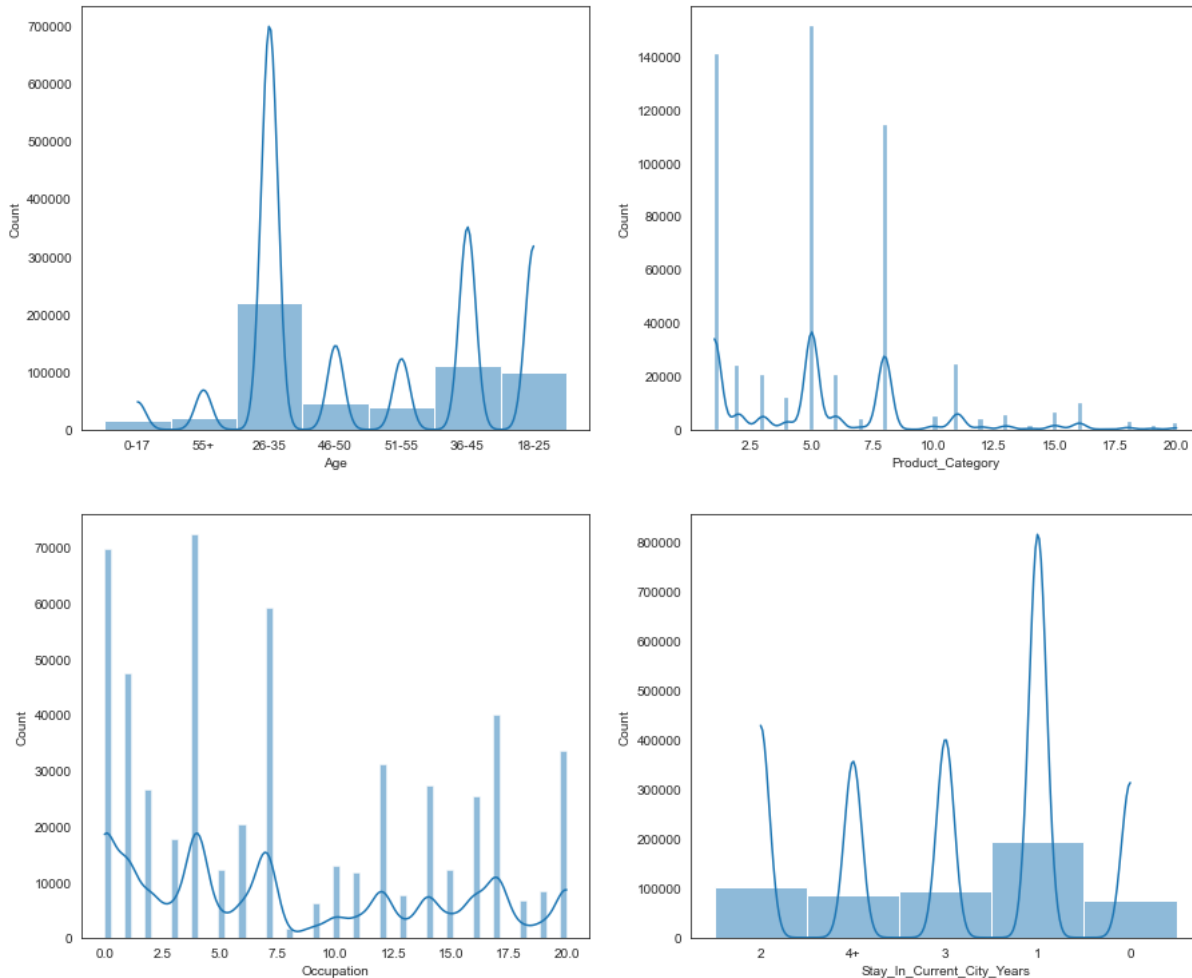 700000
600000
500000
400000
300000
200000
100000
0
Count
0-17 55+ 26-35 46-50 51-55 36-45 18-25
Age
140000
120000
100000
80000
60000
40000
20000
0
Count
2.5 5.0 7.5 10.0 12.5 15.0 17.5 20.0
Product_Category
70000
60000
50000
40000
30000
20000
10000
0
Count
0.0 2.5 5.0 7.5 10.0 12.5 15.0 17.5 20.0
Occupation
800000
700000
600000
500000
400000
300000
200000
100000
0
Count
2 4+ 3 1 0
Stay_In_Current_City_Years